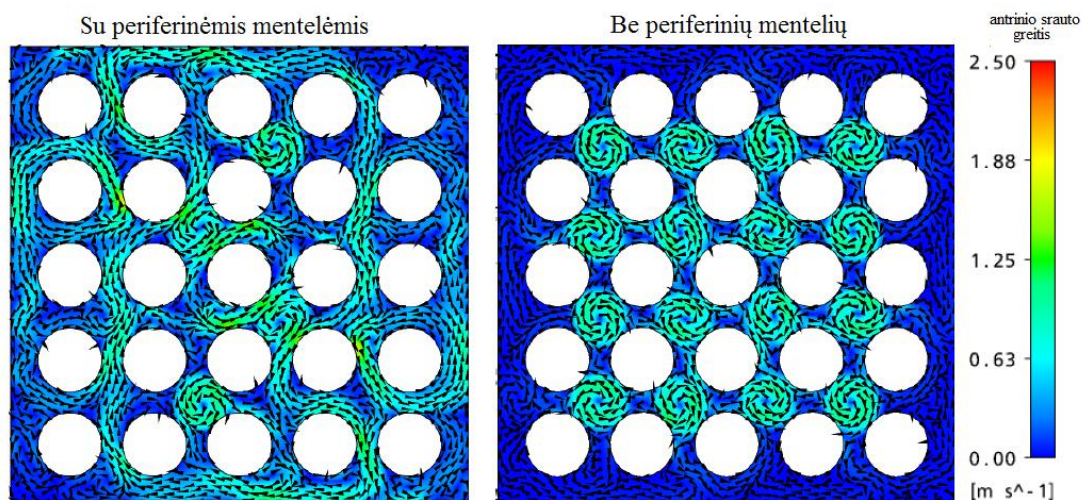 Su periferinėmis mentelėmis
Be periferinių mentelių
antrinio srauto
greitis
2.50
1.88
1.25
0.63
0.00
[m s^-1]